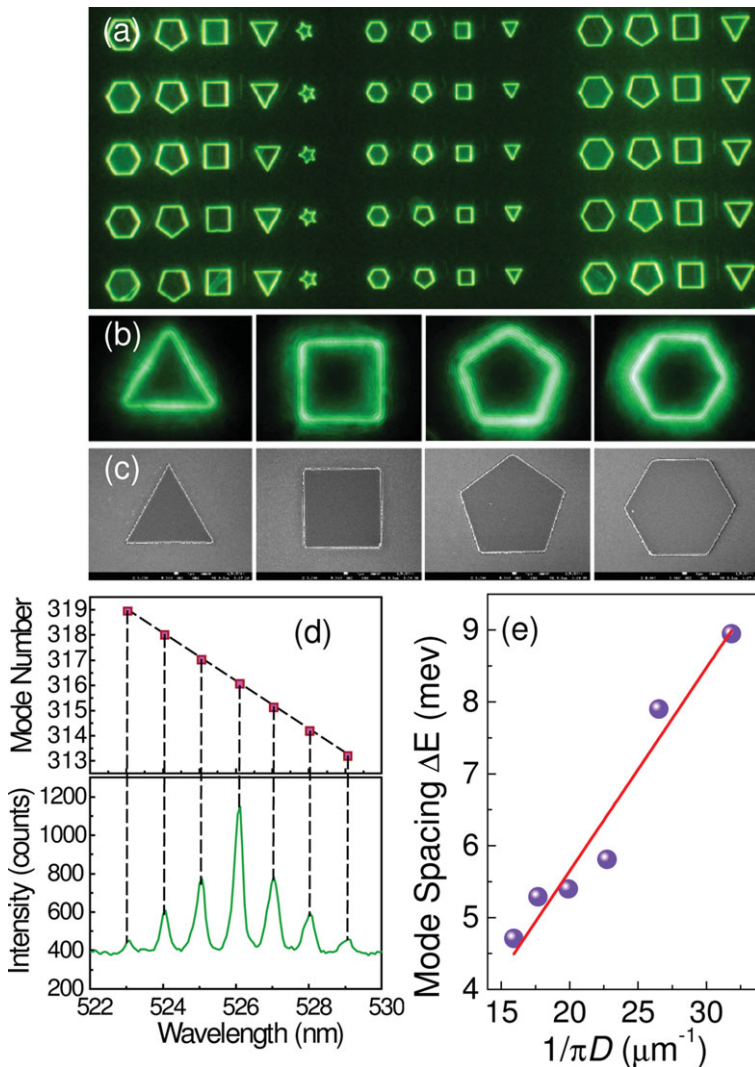 (a)
(b)
(c)
(d)
Mode Number
319
318
317
316
315
314
313
Intensity (counts)
1200
1000
800
600
400
200
522 524 526 528 530
Wavelength (nm)
(e)
Mode Spacing ΔE (mev)
9
8
7
6
5
4
15 20 25 30
1/πD (μm⁻¹)